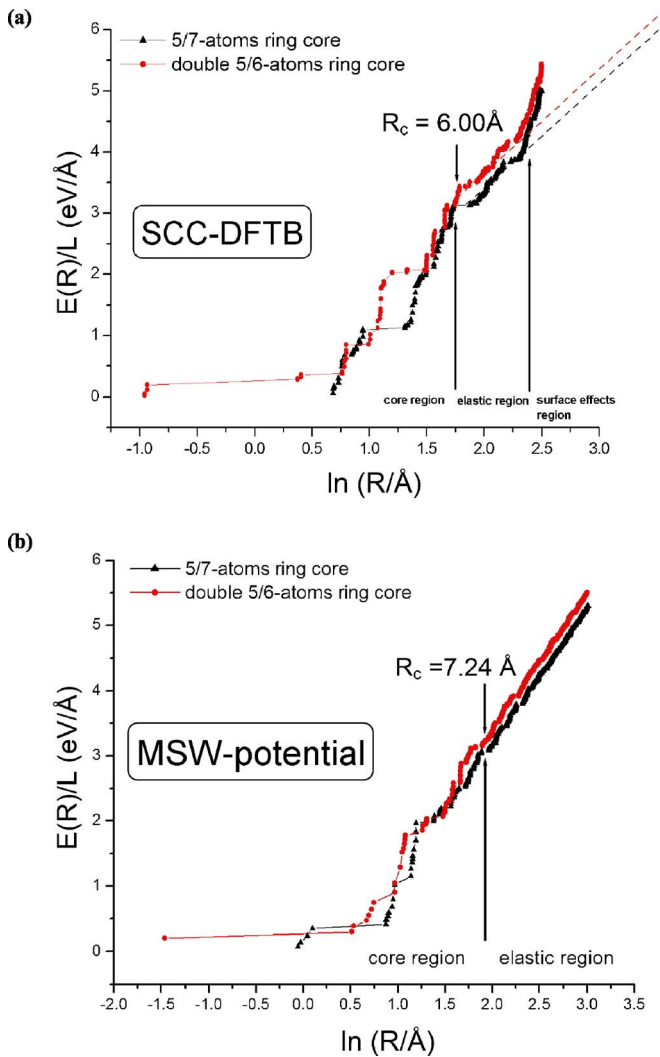 (a)
6
5/7-atoms ring core
double 5/6-atoms ring core
5
Rc = 6.00Å
4
E(R)/L (eV/Å)
3
SCC-DFTB
2
1
core region
elastic region
surface effects
region
0
-1.0 -0.5 0.0 0.5 1.0 1.5 2.0 2.5 3.0
ln (R/Å)
(b)
6
5/7-atoms ring core
double 5/6-atoms ring core
5
Rc =7.24 Å
4
E(R)/L (eV/Å)
3
MSW-potential
2
1
core region
elastic region
0
-2.0 -1.5 -1.0 -0.5 0.0 0.5 1.0 1.5 2.0 2.5 3.0 3.5
ln (R/Å)